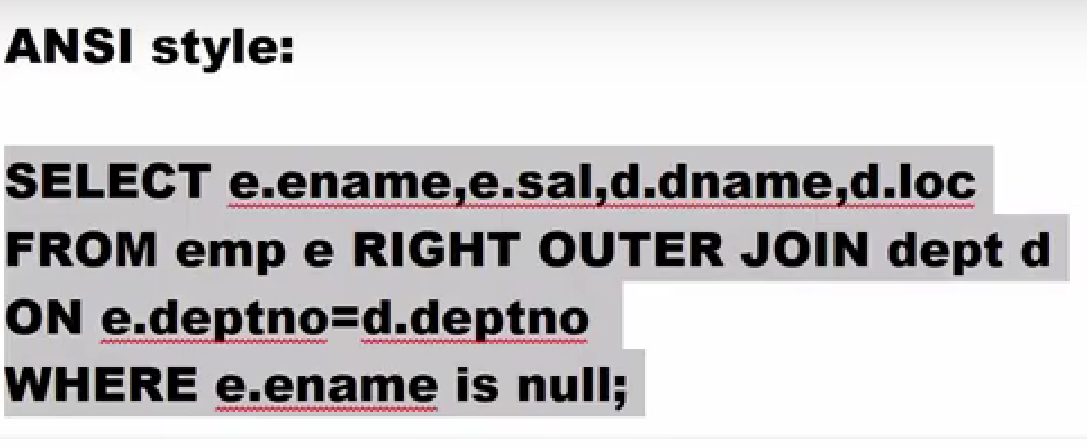 ANSI style:
SELECT e.ename,e.sal,d.dname,d.loc
FROM emp e RIGHT OUTER JOIN dept d
ON e.deptno=d.deptno
WHERE e.ename is null;